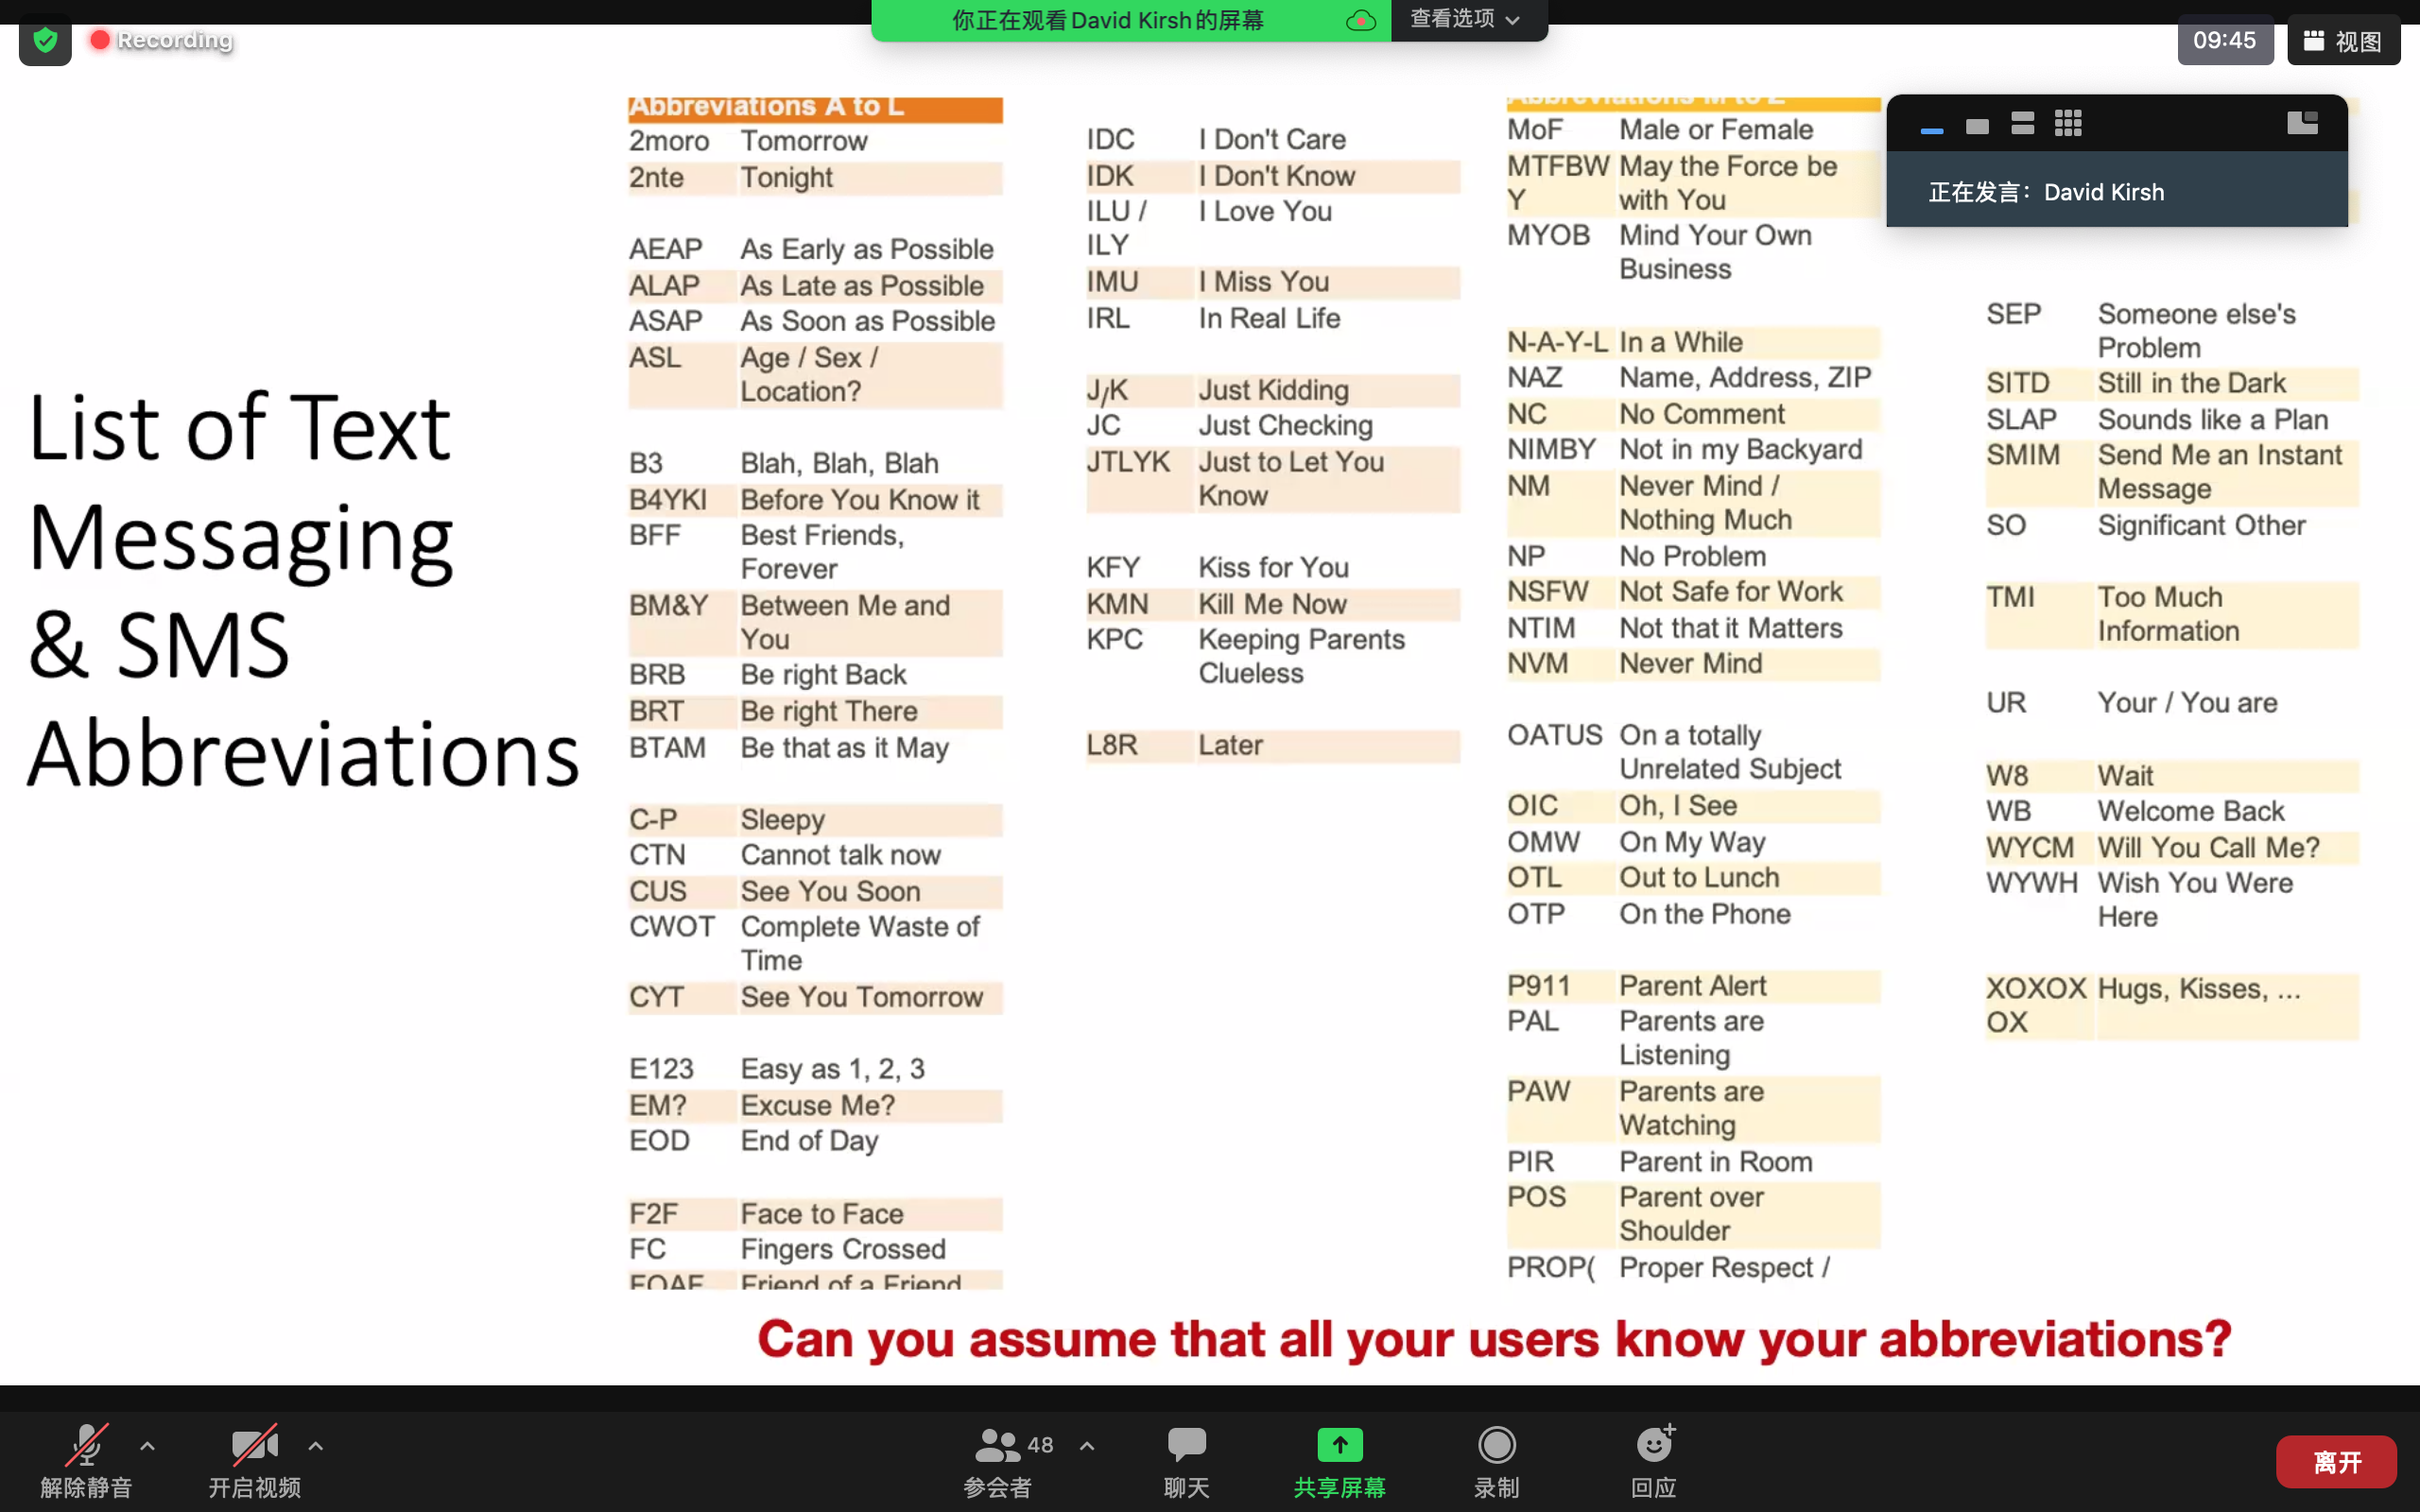 你正在观看David Kirsh的屏幕
查看选项
Recording
09:45
视图
正在发言: David Kirsh
List of Text
Messaging
& SMS
Abbreviations
Abbreviations A to L
2moro Tomorrow
2nte Tonight
AEAP As Early as Possible
ALAP As Late as Possible
ASAP As Soon as Possible
ASL Age / Sex /
Location?
B3 Blah, Blah, Blah
B4YKI Before You Know it
BFF Best Friends,
Forever
BM&Y Between Me and
You
BRB Be right Back
BRT Be right There
BTAM Be that as it May
C-P Sleepy
CTN Cannot talk now
CUS See You Soon
CWOT Complete Waste of
Time
CYT See You Tomorrow
E123 Easy as 1, 2, 3
EM? Excuse Me?
EOD End of Day
F2F Face to Face
FC Fingers Crossed
FOAF Friend of a Friend
IDC I Don't Care
IDK I Don't Know
ILU / I Love You
ILY
IMU I Miss You
IRL In Real Life
J/K Just Kidding
JC Just Checking
JTLYK Just to Let You
Know
KFY Kiss for You
KMN Kill Me Now
KPC Keeping Parents
Clueless
L8R Later
Abbreviations M to Z
MoF Male or Female
MTFBW May the Force be
Y with You
MYOB Mind Your Own
Business
N-A-Y-L In a While
NAZ Name, Address, ZIP
NC No Comment
NIMBY Not in my Backyard
NM Never Mind /
Nothing Much
NP No Problem
NSFW Not Safe for Work
NTIM Not that it Matters
NVM Never Mind
OATUS On a totally
Unrelated Subject
OIC Oh, I See
OMW On My Way
OTL Out to Lunch
OTP On the Phone
P911 Parent Alert
PAL Parents are
Listening
PAW Parents are
Watching
PIR Parent in Room
POS Parent over
Shoulder
PROP( Proper Respect /
SEP Someone else's
Problem
SITD Still in the Dark
SLAP Sounds like a Plan
SMIM Send Me an Instant
Message
SO Significant Other
TMI Too Much
Information
UR Your / You are
W8 Wait
WB Welcome Back
WYCM Will You Call Me?
WYWH Wish You Were
Here
XOXOX Hugs, Kisses, ...
OX
Can you assume that all your users know your abbreviations?
解除静音
开启视频
48
参会者
聊天
共享屏幕
录制
回应
离开